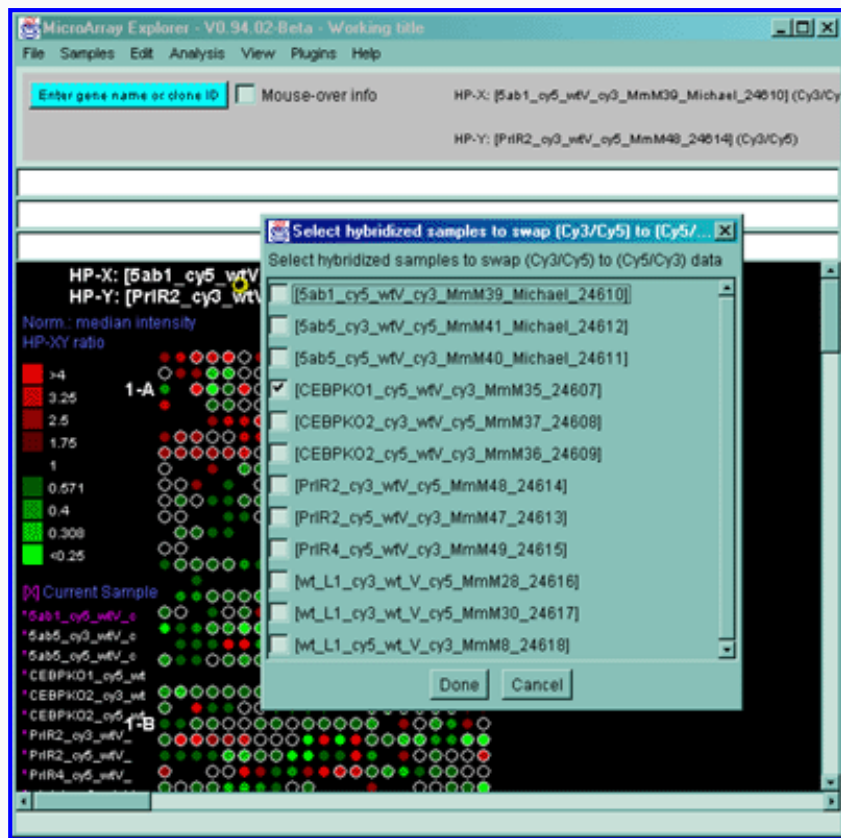 MicroArray Explorer - V0.94.02-Beta - Working title
File Samples Edit Analysis View Plugins Help
Enter gene name or clone ID Mouse-over info HP-X: [5ab1_cy5_wtV_cy3_MmM39_Michael_24610] (Cy3/Cy
HP-Y: [PrlR2_cy3_wtV_cy5_MmM48_24614] (Cy3/Cy5)
Select hybridized samples to swap (Cy3/Cy5) to (Cy5/...
Select hybridized samples to swap (Cy3/Cy5) to (Cy5/Cy3) data
[5ab1_cy5_wtV_cy3_MmM39_Michael_24610]
[5ab5_cy3_wtV_cy5_MmM41_Michael_24612]
[5ab5_cy5_wtV_cy3_MmM40_Michael_24611]
[CEBPKO1_cy5_wtV_cy3_MmM35_24607]
[CEBPKO2_cy3_wtV_cy5_MmM37_24608]
[CEBPKO2_cy5_wtV_cy3_MmM36_24609]
[PrlR2_cy3_wtV_cy5_MmM48_24614]
[PrlR2_cy5_wtV_cy3_MmM47_24613]
[PrlR4_cy5_wtV_cy3_MmM49_24615]
[wt_L1_cy3_wt_V_cy5_MmM28_24616]
[wt_L1_cy3_wt_V_cy5_MmM30_24617]
[wt_L1_cy5_wt_V_cy3_MmM8_24618]
Done Cancel
HP-X: [5ab1_cy5_wtV
HP-Y: [PrlR2_cy3_wtV
Norm.: median intensity
HP-XY ratio
>4
3.25
2.5
1.75
1
0.571
0.4
0.308
<0.25
1-A
[X] Current Sample
*5ab1_cy5_wtV_c
*5ab5_cy3_wtV_c
*5ab5_cy5_wtV_c
*CEBPKO1_cy5_wt
*CEBPKO2_cy3_wt
*CEBPKO2_cy5_wt
1-B
*PrlR2_cy3_wtV_
*PrlR2_cy5_wtV_
*PrlR4_cy5_wtV_